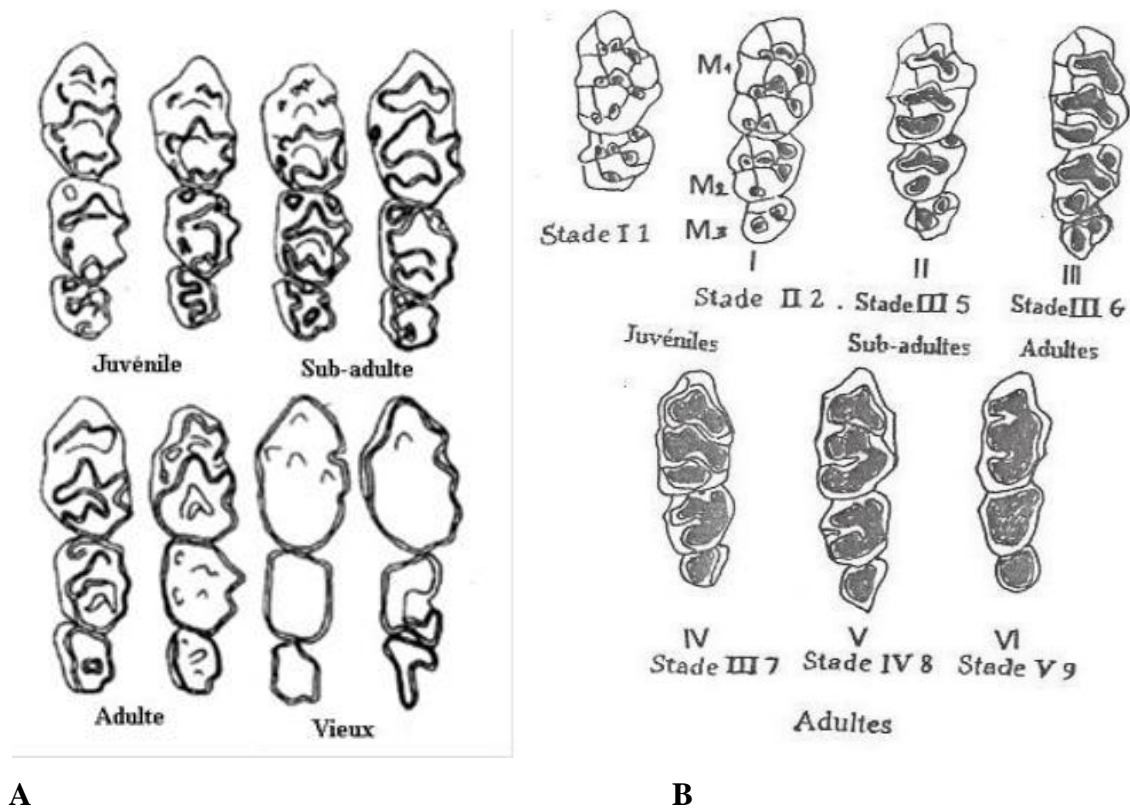 Juvénile
Sub-adulte
Adulte
Vieux
A
M1
M2
M3
Stade I 1
I
Stade II 2 .
II
Stade III 5
III
Stade III 6
Juvéniles
Sub-adultes
Adultes
IV
Stade III 7
V
Stade IV 8
VI
Stade V 9
Adultes
B